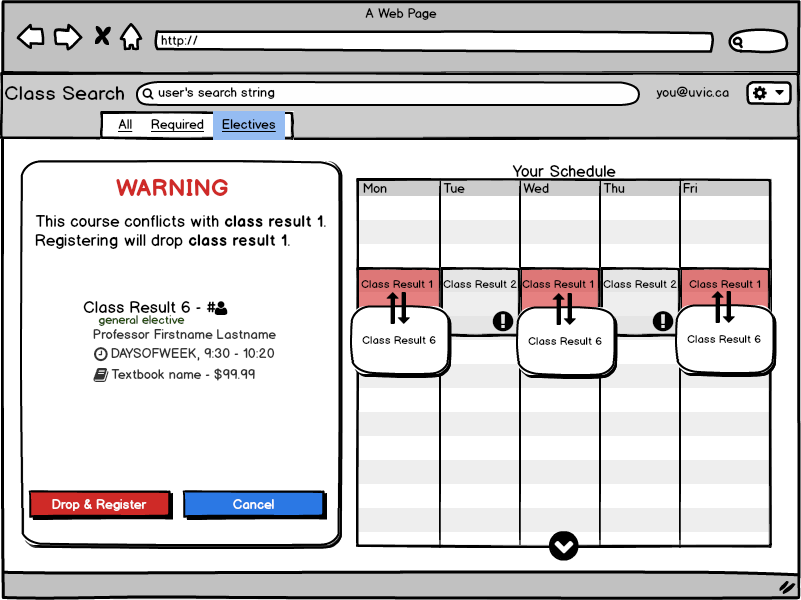 A Web Page
http://
Class Search
user's search string
you@uvic.ca
All
Required
Electives
WARNING
This course conflicts with class result 1.
Registering will drop class result 1.
Class Result 6 - #
general elective
Professor Firstname Lastname
DAYSOFWEEK, 9:30 - 10:20
Textbook name - $99.99
Drop & Register
Cancel
Your Schedule
Mon
Tue
Wed
Thu
Fri
Class Result 1
Class Result 2
Class Result 1
Class Result 2
Class Result 1
Class Result 6
Class Result 6
Class Result 6